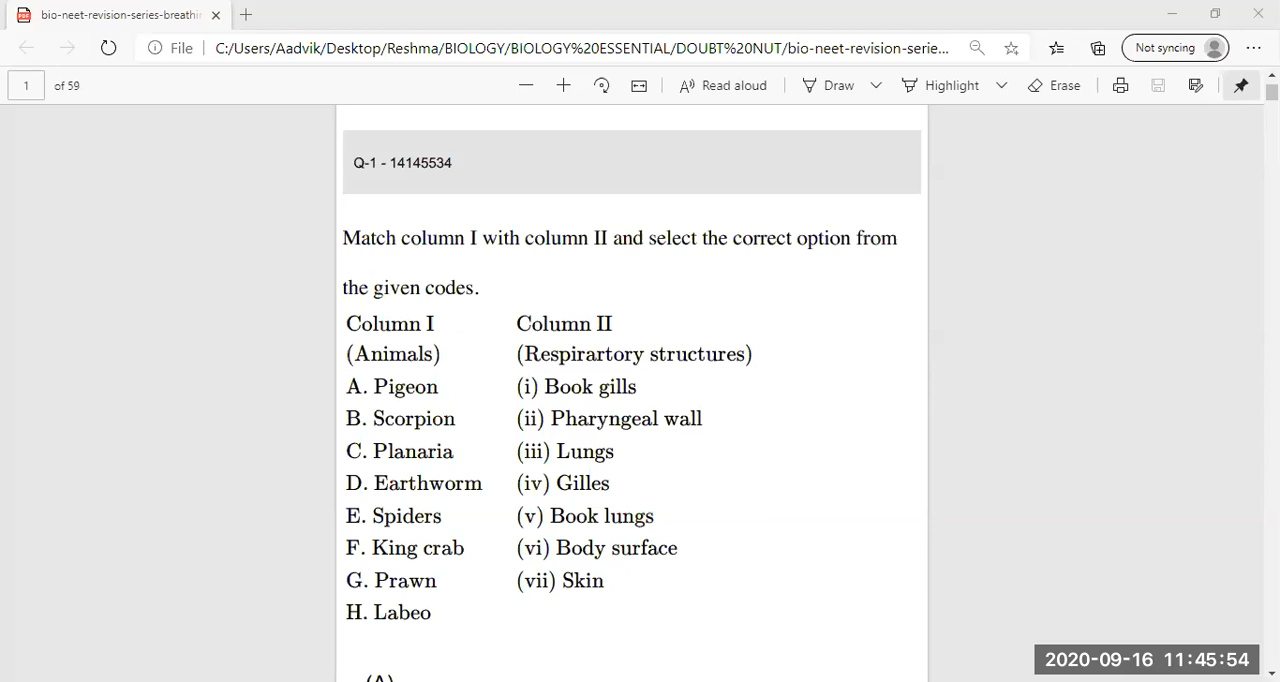 bio-neet-revision-series-breathi
File C:/Users/Aadvik/Desktop/Reshma/BIOLOGY/BIOLOGY%20ESSENTIAL/DOUBT%20NUT/bio-neet-revision-serie... Not syncing
1 of 59 Read aloud Draw Highlight Erase
Q-1 - 14145534
Match column I with column II and select the correct option from
the given codes.
Column I Column II
(Animals) (Respirartory structures)
A. Pigeon (i) Book gills
B. Scorpion (ii) Pharyngeal wall
C. Planaria (iii) Lungs
D. Earthworm (iv) Gilles
E. Spiders (v) Book lungs
F. King crab (vi) Body surface
G. Prawn (vii) Skin
H. Labeo
(A)
2020-09-16 11:45:54